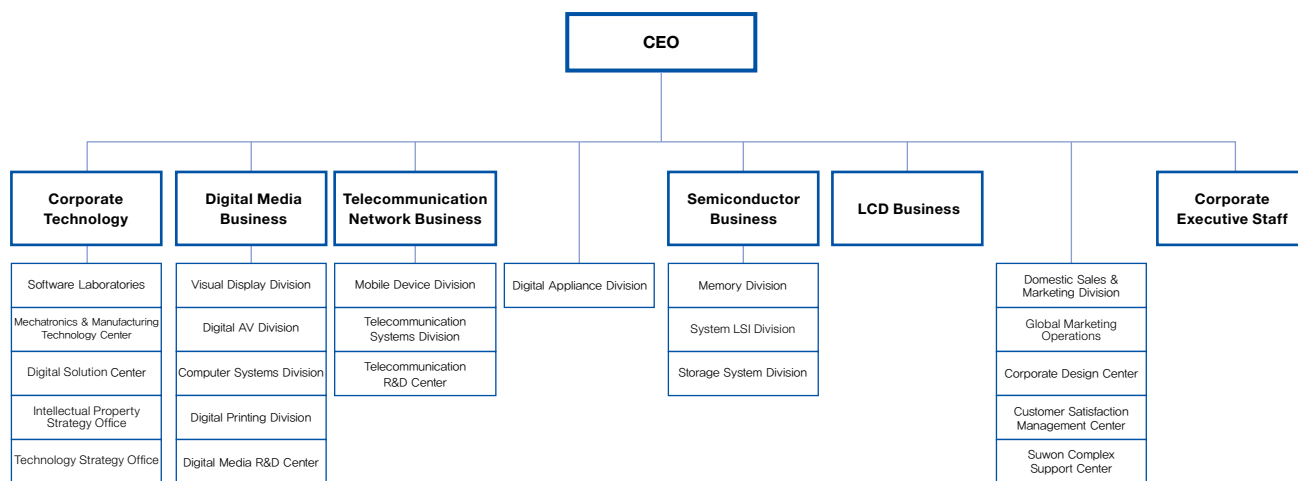 CEO
Corporate
Technology
Digital Media
Business
Telecommunication
Network Business
Semiconductor
Business
LCD Business
Corporate
Executive Staff
Software Laboratories
Mechatronics & Manufacturing
Technology Center
Digital Solution Center
Intellectual Property
Strategy Office
Technology Strategy Office
Visual Display Division
Digital AV Division
Computer Systems Division
Digital Printing Division
Digital Media R&D Center
Mobile Device Division
Telecommunication
Systems Division
Telecommunication
R&D Center
Digital Appliance Division
Memory Division
System LSI Division
Storage System Division
Domestic Sales &
Marketing Division
Global Marketing
Operations
Corporate Design Center
Customer Satisfaction
Management Center
Suwon Complex
Support Center